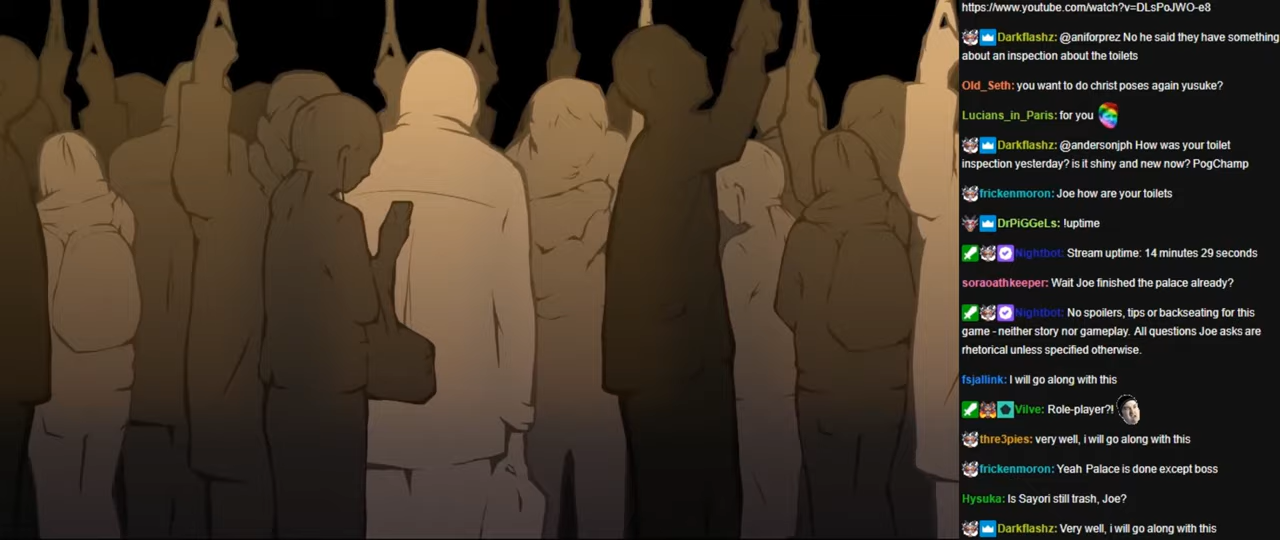 https://www.youtube.com/watch?v=DLsPoJWO-e8
Darkflashz: @aniforprez No he said they have something
about an inspection about the toilets
Old_Seth: you want to do christ poses again yusuke?
Lucians_in_Paris: for you
Darkflashz: @andersonjph How was your toilet
inspection yesterday? is it shiny and new now? PogChamp
frickenmoron: Joe how are your toilets
DrPiGGeLs: !uptime
Nightbot: Stream uptime: 14 minutes 29 seconds
soraoathkeeper: Wait Joe finished the palace already?
Nightbot: No spoilers, tips or backseating for this
game - neither story nor gameplay. All questions Joe asks are
rhetorical unless specified otherwise.
fsjallink: I will go along with this
Vilve: Role-player?!
thre3pies: very well, i will go along with this
frickenmoron: Yeah Palace is done except boss
Hysuka: Is Sayori still trash, Joe?
Darkflashz: Very well, i will go along with this